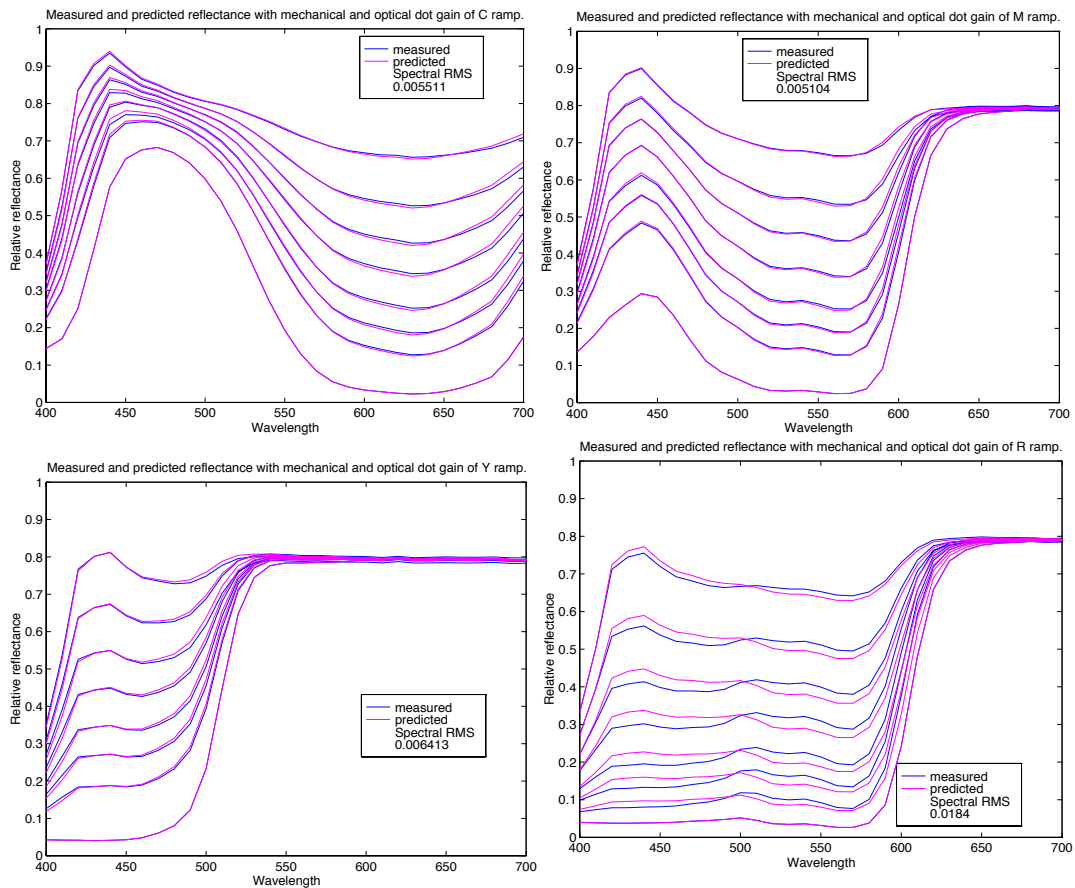 Measured and predicted reflectance with mechanical and optical dot gain of C ramp.
1
0.9
0.8
0.7
0.6
0.5
0.4
0.3
0.2
0.1
0
Relative reflectance
measured
predicted
Spectral RMS
0.005511
400 450 500 550 600 650 700
Wavelength
Measured and predicted reflectance with mechanical and optical dot gain of M ramp.
1
0.9
0.8
0.7
0.6
0.5
0.4
0.3
0.2
0.1
0
Relative reflectance
measured
predicted
Spectral RMS
0.005104
400 450 500 550 600 650 700
Wavelength
Measured and predicted reflectance with mechanical and optical dot gain of Y ramp.
1
0.9
0.8
0.7
0.6
0.5
0.4
0.3
0.2
0.1
0
Relative reflectance
measured
predicted
Spectral RMS
0.006413
400 450 500 550 600 650 700
Wavelength
Measured and predicted reflectance with mechanical and optical dot gain of R ramp.
1
0.9
0.8
0.7
0.6
0.5
0.4
0.3
0.2
0.1
0
Relative reflectance
measured
predicted
Spectral RMS
0.0184
400 450 500 550 600 650 700
Wavelength